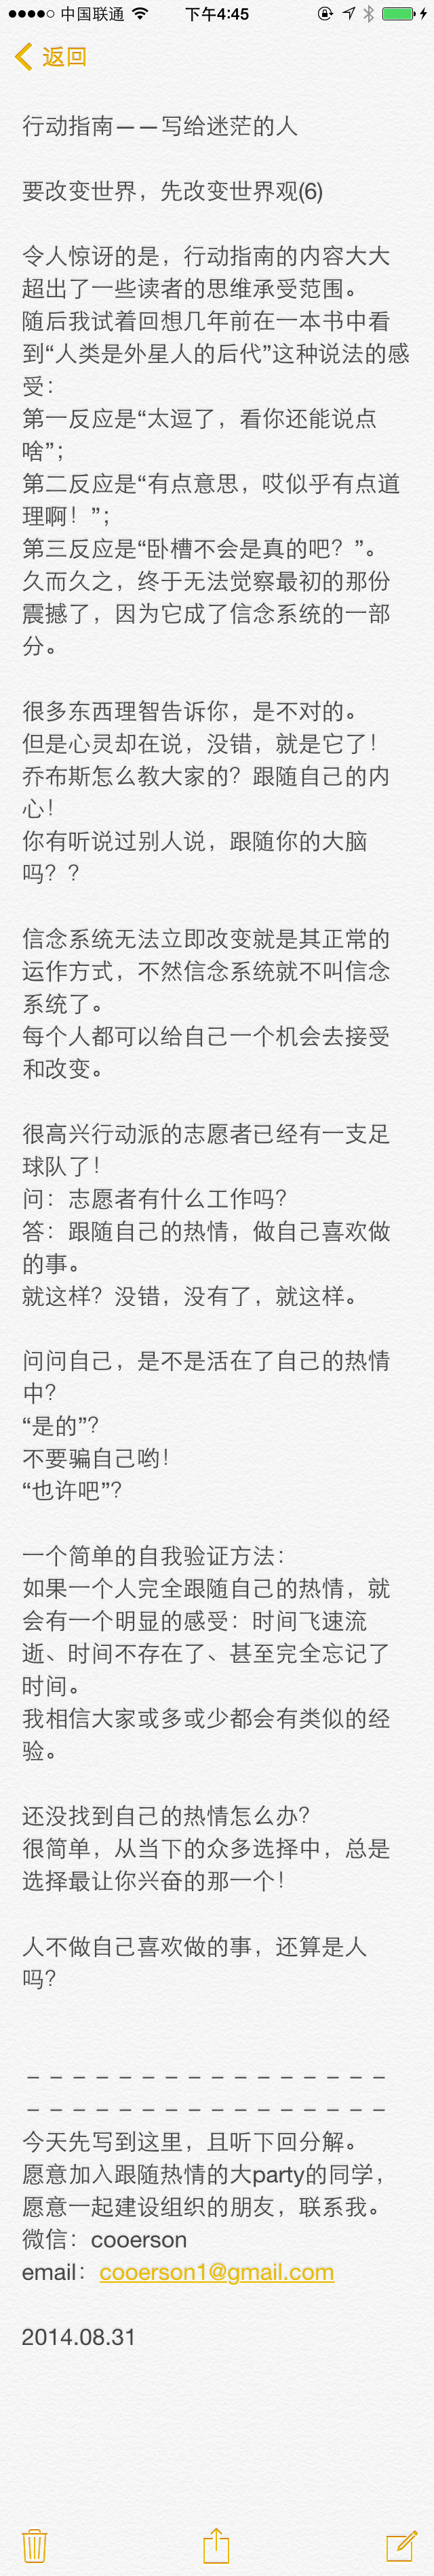 中国联通 下午4:45
返回
行动指南——写给迷茫的人
要改变世界，先改变世界观(6)
令人惊讶的是，行动指南的内容大大
超出了一些读者的思维承受范围。
随后我试着回想几年前在一本书中看
到“人类是外星人的后代”这种说法的感
受：
第一反应是“太逗了，看你还能说点
啥”；
第二反应是“有点意思，哎似乎有点道
理啊！”；
第三反应是“卧槽不会是真的吧？”。
久而久之，终于无法觉察最初的那份
震撼了，因为它成了信念系统的一部
分。
很多东西理智告诉你，是不对的。
但是心灵却在说，没错，就是它了！
乔布斯怎么教大家的？跟随自己的内
心！
你有听说过别人说，跟随你的大脑
吗？？
信念系统无法立即改变就是其正常的
运作方式，不然信念系统就不叫信念
系统了。
每个人都可以给自己一个机会去接受
和改变。
很高兴行动派的志愿者已经有一支足
球队了！
问：志愿者有什么工作吗？
答：跟随自己的热情，做自己喜欢做
的事。
就这样？没错，没有了，就这样。
问问自己，是不是活在了自己的热情
中？
“是的”？
不要骗自己哟！
“也许吧”？
一个简单的自我验证方法：
如果一个人完全跟随自己的热情，就
会有一个明显的感受：时间飞速流
逝、时间不存在了、甚至完全忘记了
时间。
我相信大家或多或少都会有类似的经
验。
还没找到自己的热情怎么办？
很简单，从当下的众多选择中，总是
选择最让你兴奋的那一个！
人不做自己喜欢做的事，还算是人
吗？
－－－－－－－－－－－－－－－－
－－－－－－－－－－－－－－－－
今天先写到这里，且听下回分解。
愿意加入跟随热情的大party的同学，
愿意一起建设组织的朋友，联系我。
微信：cooerson
email：cooerson1@gmail.com
2014.08.31